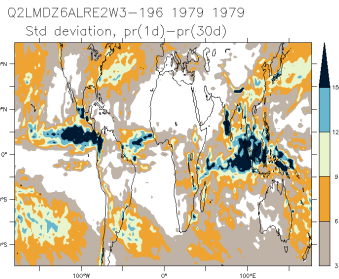 Q2LMDZ6ALRE2W3-196 1979 1979
Std deviation, pr(1d)-pr(30d)
°N
15
°N
12
0°
9
°S
6
°S
3
100°W
0°
100°E